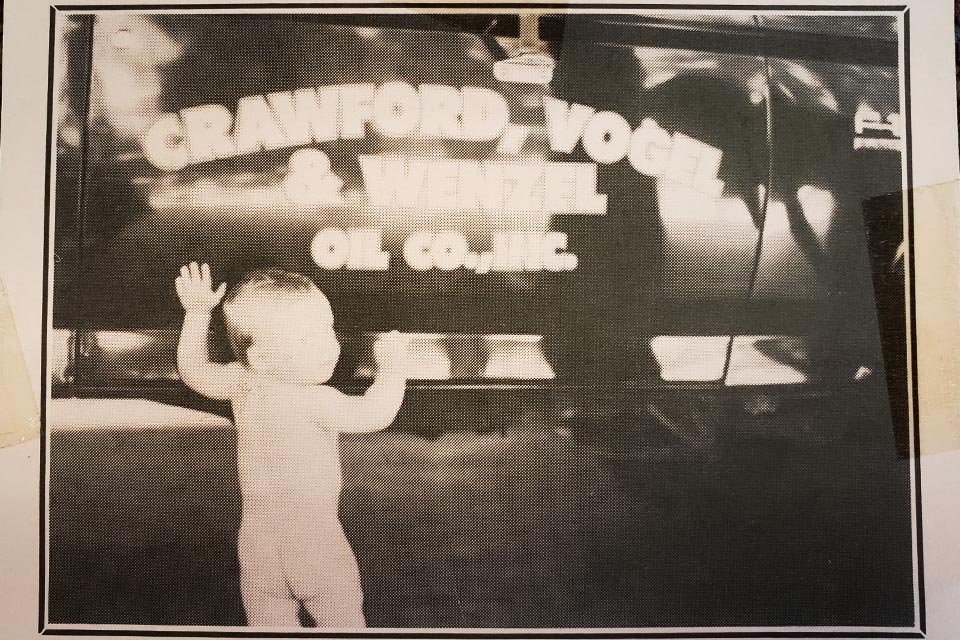 CRAWFORD, VOGEL
& WENZEL
OIL CO., INC.